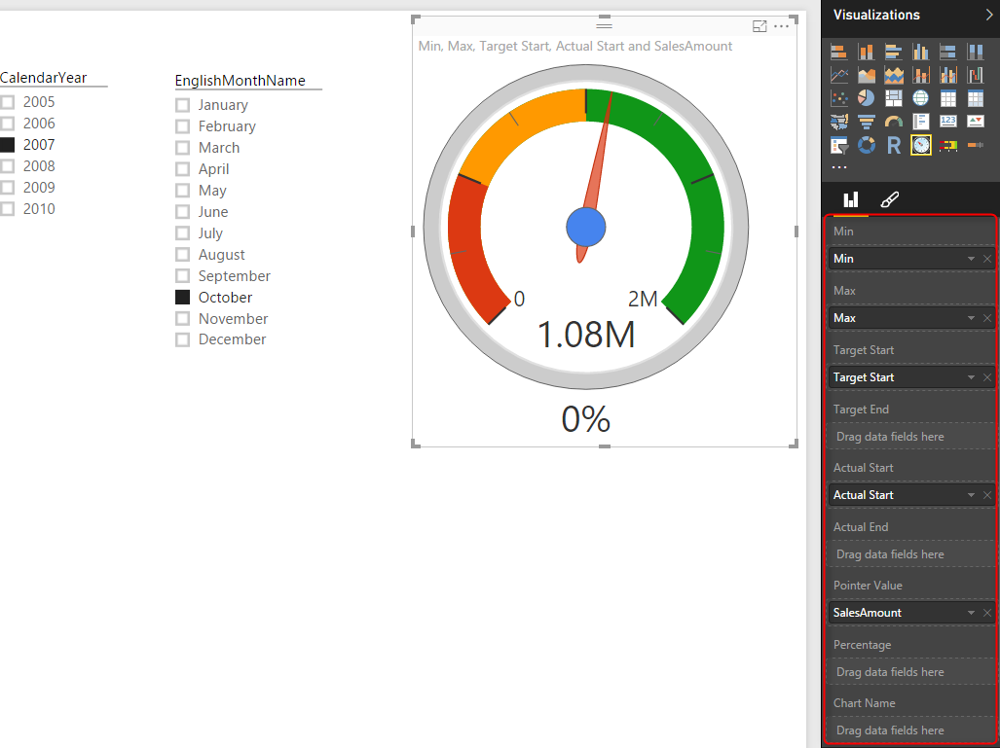 CalendarYear
2005
2006
2007
2008
2009
2010
EnglishMonthName
January
February
March
April
May
June
July
August
September
October
November
December
Min, Max, Target Start, Actual Start and SalesAmount
0
2M
1.08M
0%
Visualizations
123
R
Min
Min
Max
Max
Target Start
Target Start
Target End
Drag data fields here
Actual Start
Actual Start
Actual End
Drag data fields here
Pointer Value
SalesAmount
Percentage
Drag data fields here
Chart Name
Drag data fields here